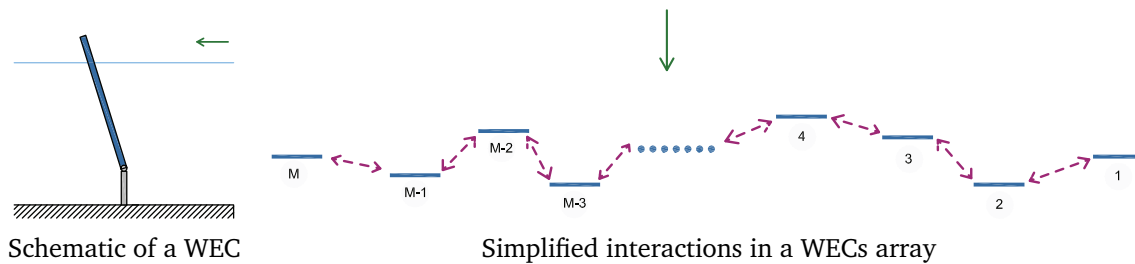 M
M-1
M-2
M-3
4
3
2
1
Schematic of a WEC
Simplified interactions in a WECs array